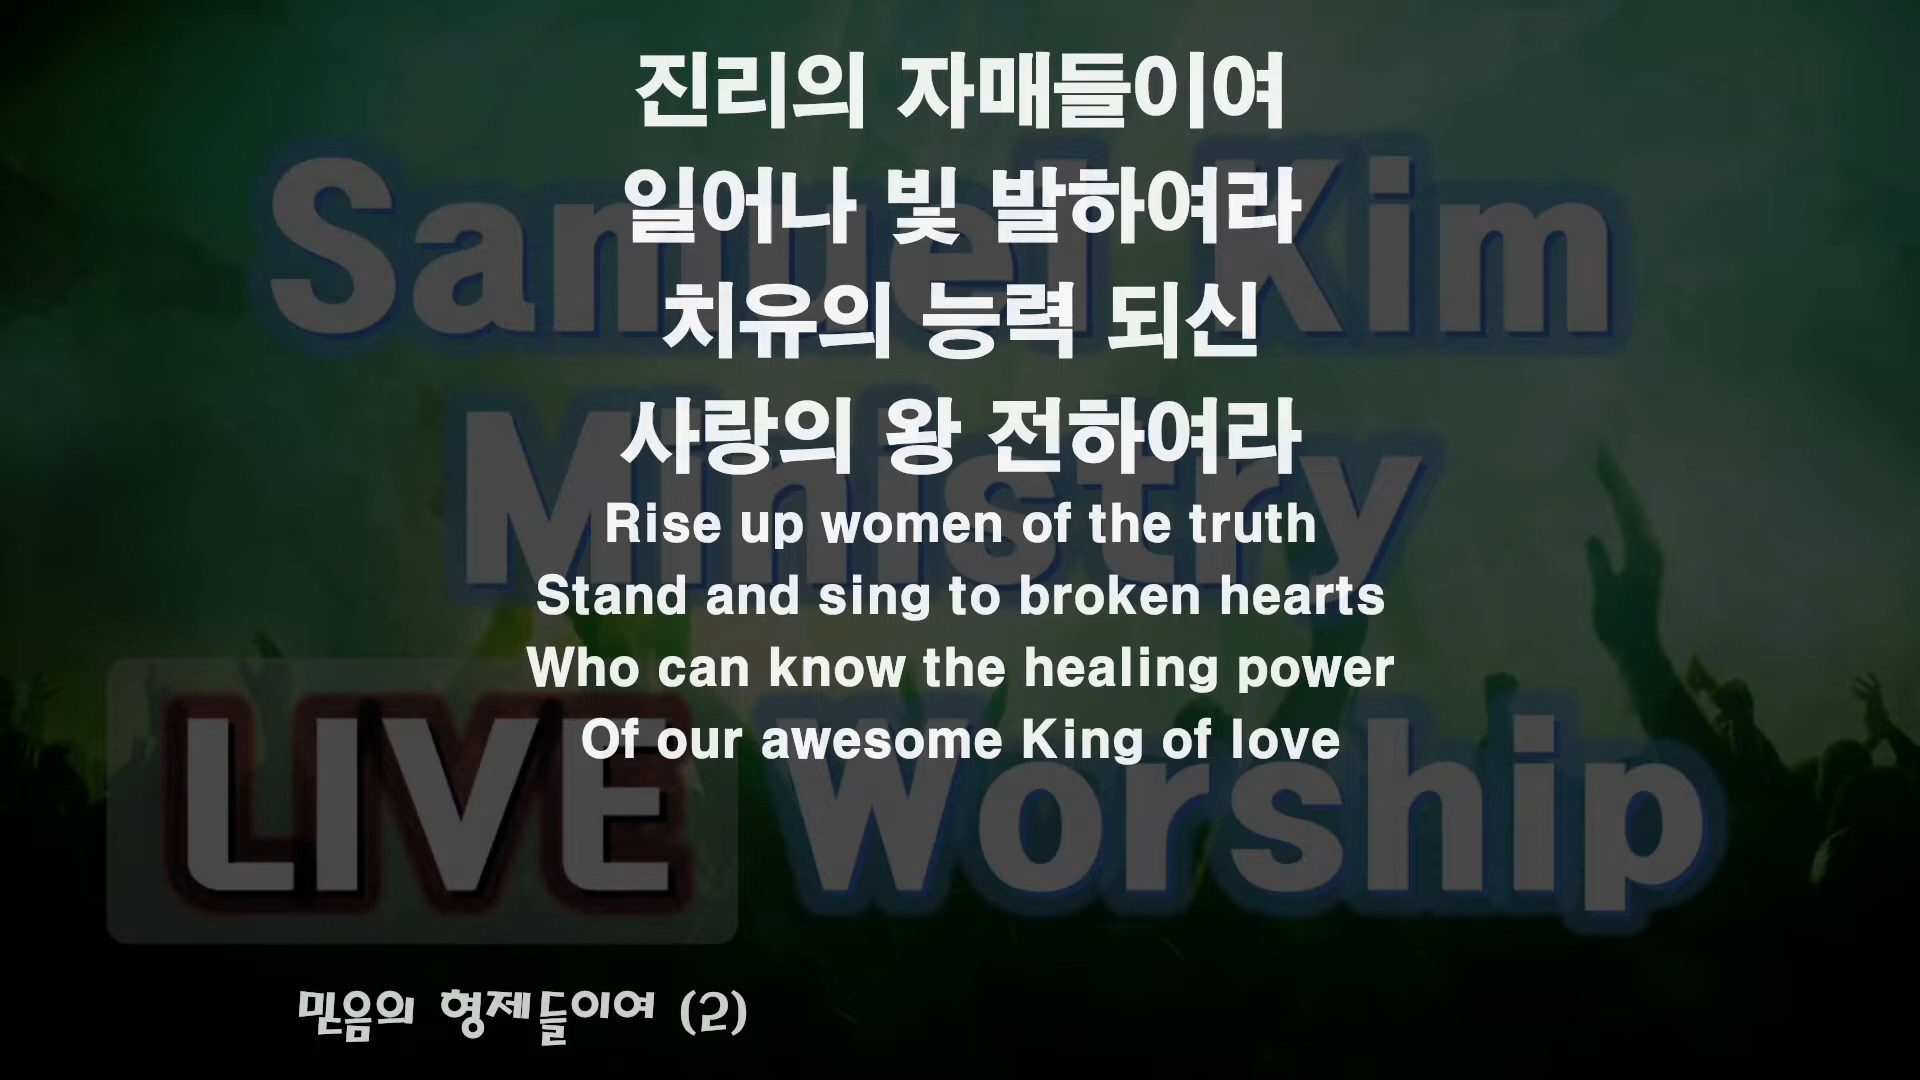 진리의 자매들이여
일어나 빛 발하여라
치유의 능력 되신
사랑의 왕 전하여라
Rise up women of the truth
Stand and sing to broken hearts
Who can know the healing power
Of our awesome King of love
Samuel Kim
Ministry
LIVE Worship
믿음의 형제들이여 (2)